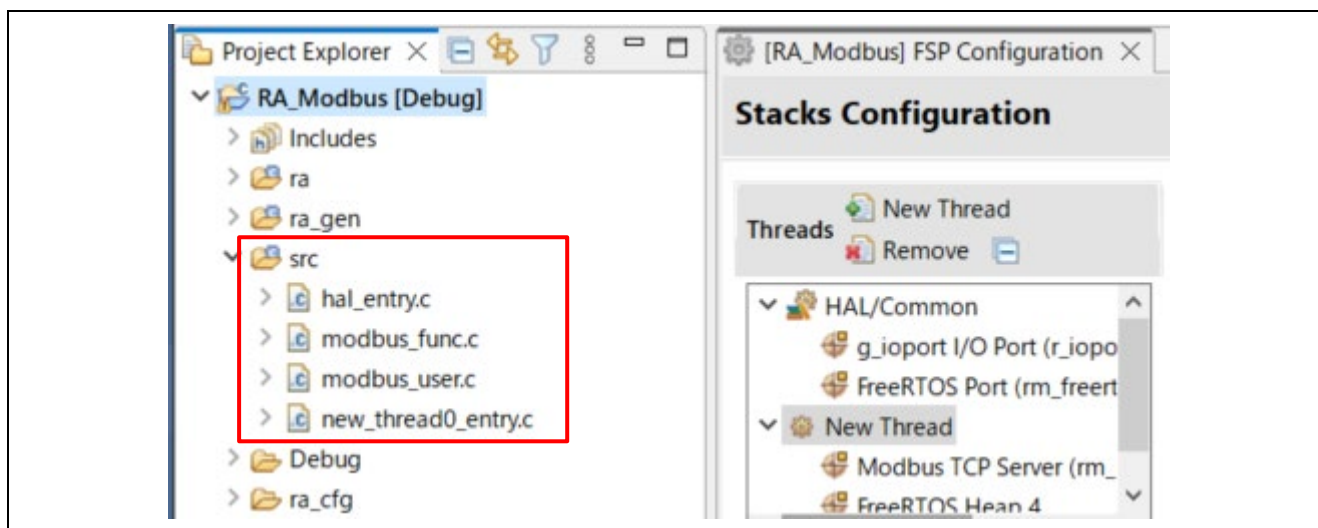 Project Explorer
RA_Modbus [Debug]
Includes
ra
ra_gen
src
hal_entry.c
modbus_func.c
modbus_user.c
new_thread0_entry.c
Debug
ra_cfg
[RA_Modbus] FSP Configuration
Stacks Configuration
Threads
New Thread
Remove
HAL/Common
g_ioport I/O Port (r_iopo
FreeRTOS Port (rm_freert
New Thread
Modbus TCP Server (rm_
FreeRTOS Heap 4